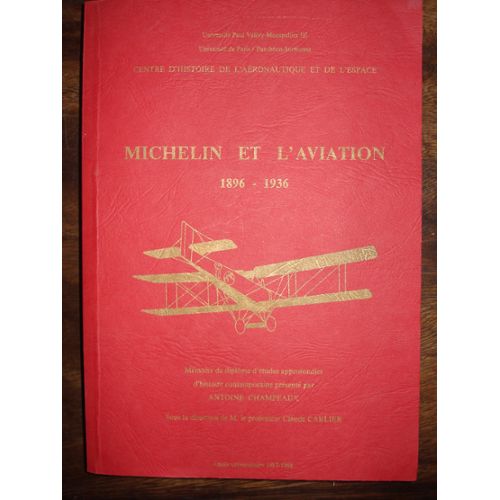 Université Paul Valéry-Montpellier III
Université de Paris I Panthéon-Sorbonne
CENTRE D'HISTOIRE DE L'AÉRONAUTIQUE ET DE L'ESPACE
MICHELIN ET L'AVIATION
1896 - 1936
Mémoire de diplôme d'études approfondies
d'histoire contemporaine présenté par
ANTOINE CHAMPEAUX
Sous la direction de M. le professeur Claude CARLIER
Année universitaire